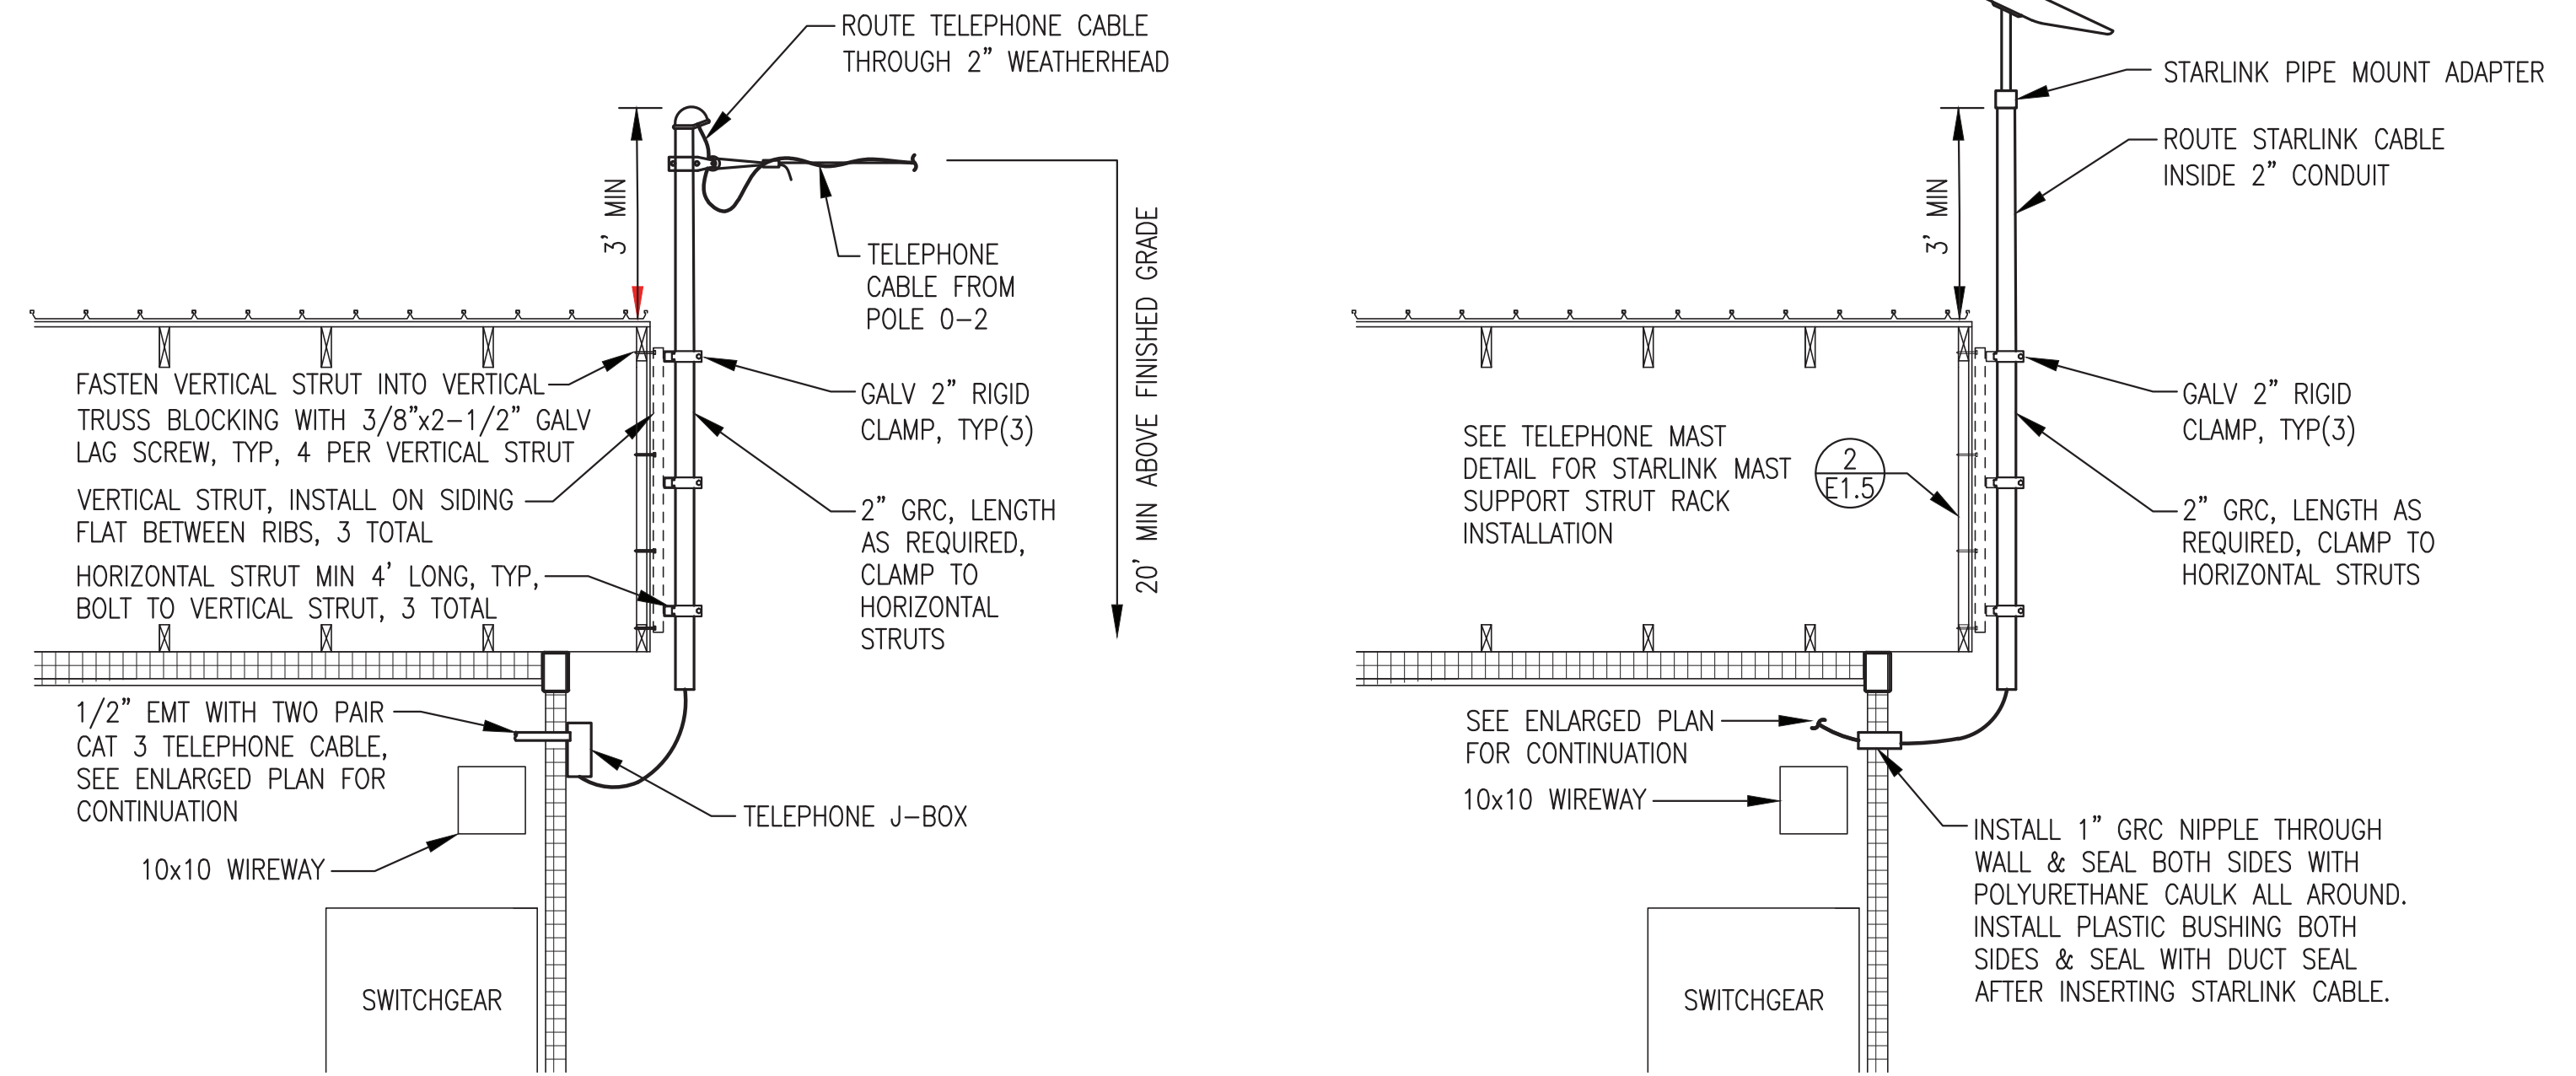 ROUTE TELEPHONE CABLE
THROUGH 2" WEATHERHEAD
3' MIN
TELEPHONE
CABLE FROM
POLE 0-2
20' MIN ABOVE FINISHED GRADE
FASTEN VERTICAL STRUT INTO VERTICAL
TRUSS BLOCKING WITH 3/8"x2-1/2" GALV
LAG SCREW, TYP, 4 PER VERTICAL STRUT
GALV 2" RIGID
CLAMP, TYP(3)
VERTICAL STRUT, INSTALL ON SIDING
FLAT BETWEEN RIBS, 3 TOTAL
2" GRC, LENGTH
AS REQUIRED,
CLAMP TO
HORIZONTAL
STRUTS
HORIZONTAL STRUT MIN 4' LONG, TYP,
BOLT TO VERTICAL STRUT, 3 TOTAL
1/2" EMT WITH TWO PAIR
CAT 3 TELEPHONE CABLE,
SEE ENLARGED PLAN FOR
CONTINUATION
TELEPHONE J-BOX
10x10 WIREWAY
SWITCHGEAR
STARLINK PIPE MOUNT ADAPTER
ROUTE STARLINK CABLE
INSIDE 2" CONDUIT
3' MIN
GALV 2" RIGID
CLAMP, TYP(3)
SEE TELEPHONE MAST
DETAIL FOR STARLINK MAST
SUPPORT STRUT RACK
INSTALLATION
2
E1.5
2" GRC, LENGTH AS
REQUIRED, CLAMP TO
HORIZONTAL STRUTS
SEE ENLARGED PLAN
FOR CONTINUATION
10x10 WIREWAY
INSTALL 1" GRC NIPPLE THROUGH
WALL & SEAL BOTH SIDES WITH
POLYURETHANE CAULK ALL AROUND.
INSTALL PLASTIC BUSHING BOTH
SIDES & SEAL WITH DUCT SEAL
AFTER INSERTING STARLINK CABLE.
SWITCHGEAR